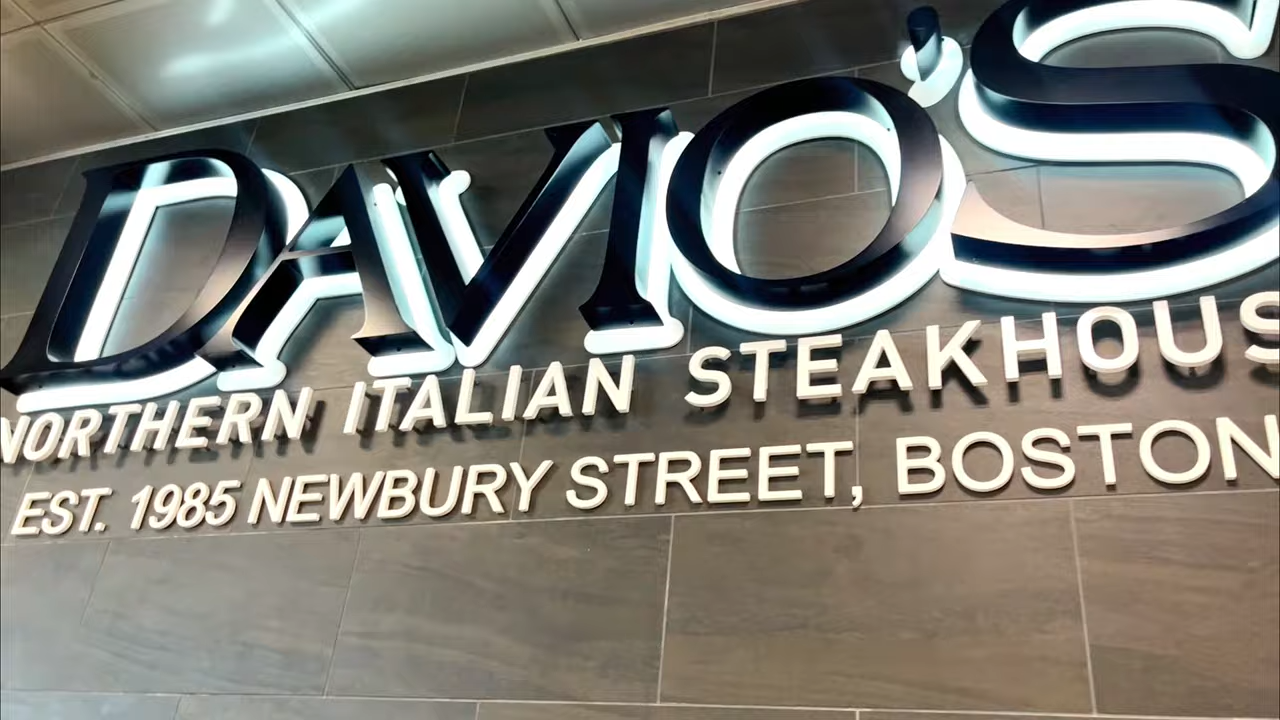 DAVIO'S
NORTHERN ITALIAN STEAKHOUS
EST. 1985 NEWBURY STREET, BOSTON